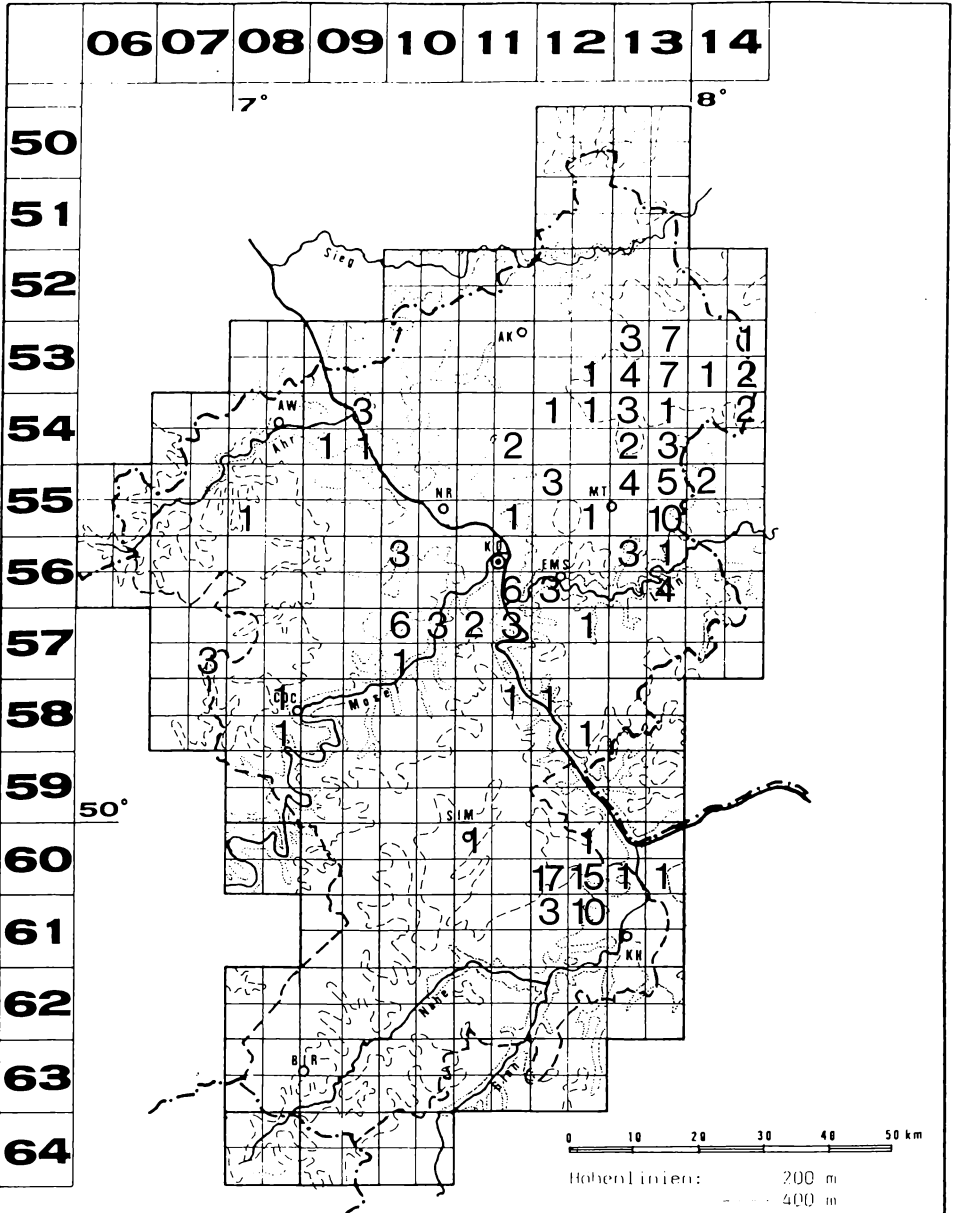 06 07 08 09 10 11 12 13 14
7° 8°
50
51
Sieg
52
AK 3 7 1
53
1 4 7 1 2
AW 3 1 1 3 1 2
54
Ahr 1 1 2 2 3
3 4 5 2
55 NR MT
1 1 1 10
KO
3 3 1
56 EMS
6 3 4
6 3 2 3 1
57
3 1
COC 1 Mosel 1 1
58
1 1
59
50°
SIM
1 1
60
17 15 1 1
3 10
61
KH
62 Nahe
BIR
63 Glan
64
0 10 20 30 40 50 km
Hohenlinien: 200 m
400 m